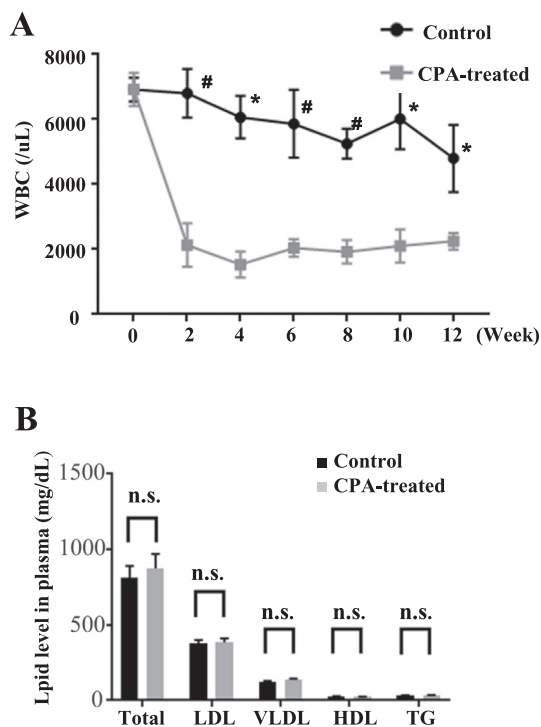 A
Control
CPA-treated
WBC (/uL)
8000
6000
4000
2000
0
# * # # * *
0 2 4 6 8 10 12 (Week)
B
Control
CPA-treated
Lpid level in plasma (mg/dL)
1500
1000
500
0
n.s. n.s. n.s. n.s. n.s.
Total LDL VLDL HDL TG